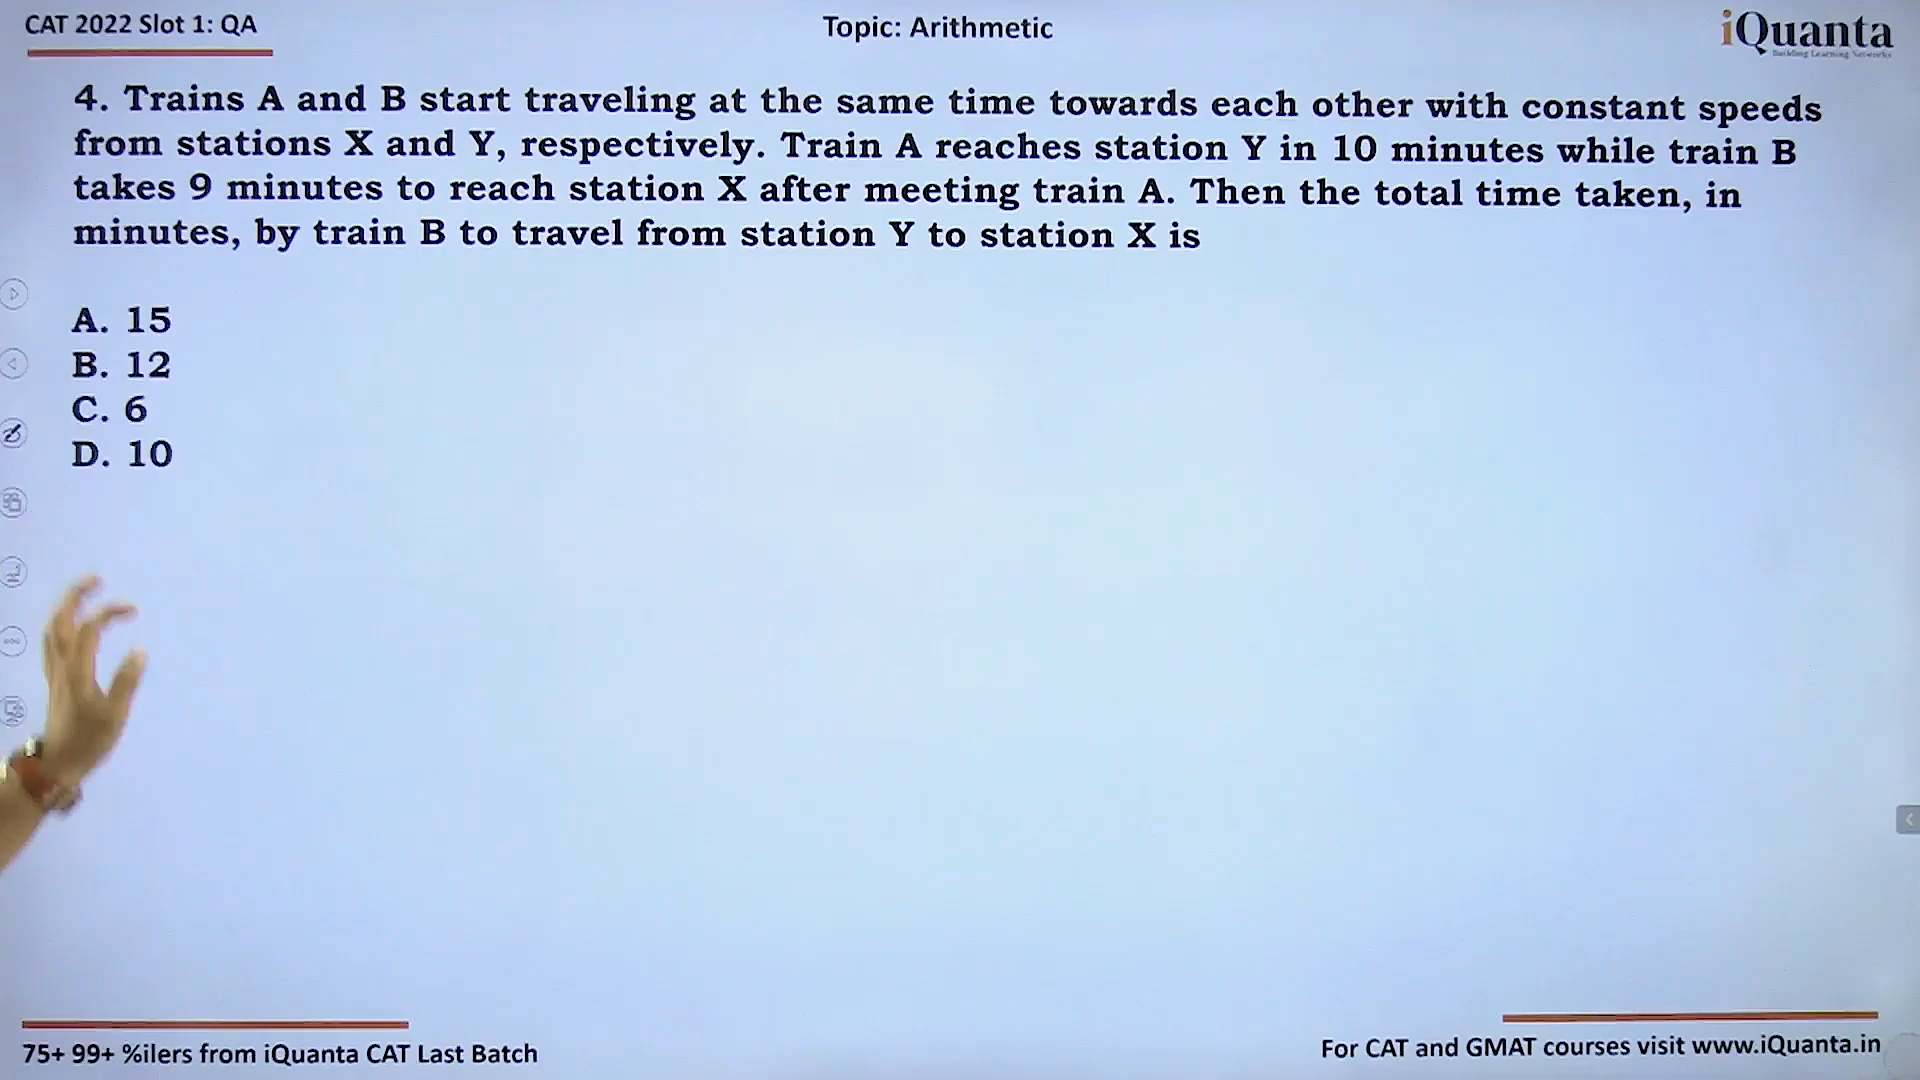 CAT 2022 Slot 1: QA
Topic: Arithmetic
iQuanta
Building Learning Networks
4. Trains A and B start traveling at the same time towards each other with constant speeds
from stations X and Y, respectively. Train A reaches station Y in 10 minutes while train B
takes 9 minutes to reach station X after meeting train A. Then the total time taken, in
minutes, by train B to travel from station Y to station X is
A. 15
B. 12
C. 6
D. 10
75+ 99+ %ilers from iQuanta CAT Last Batch
For CAT and GMAT courses visit www.iQuanta.in